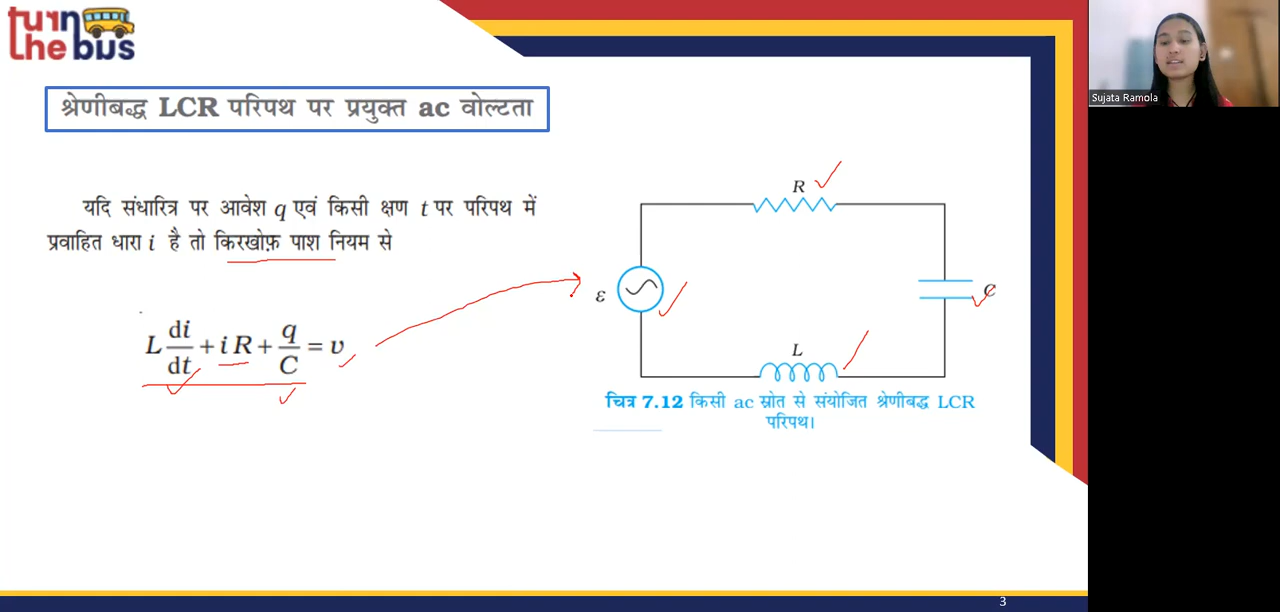 turn
the bus
श्रेणीबद्ध LCR परिपथ पर प्रयुक्त ac वोल्टता
यदि संधारित्र पर आवेश q एवं किसी क्षण t पर परिपथ में
प्रवाहित धारा i है तो किरखोफ़ पाश नियम से
L di/dt + i R + q/C = v
R
ε
C
L
चित्र 7.12 किसी ac स्रोत से संयोजित श्रेणीबद्ध LCR
परिपथ।
Sujata Ramola
3